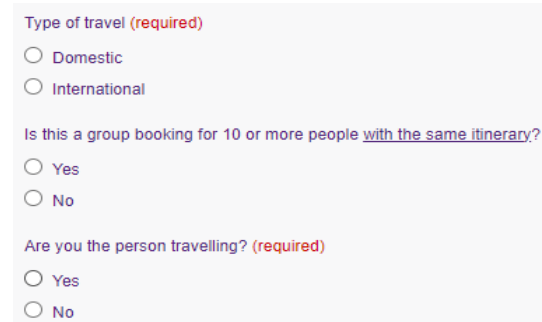 Type of travel (required)
Domestic
International
Is this a group booking for 10 or more people with the same itinerary?
Yes
No
Are you the person travelling? (required)
Yes
No